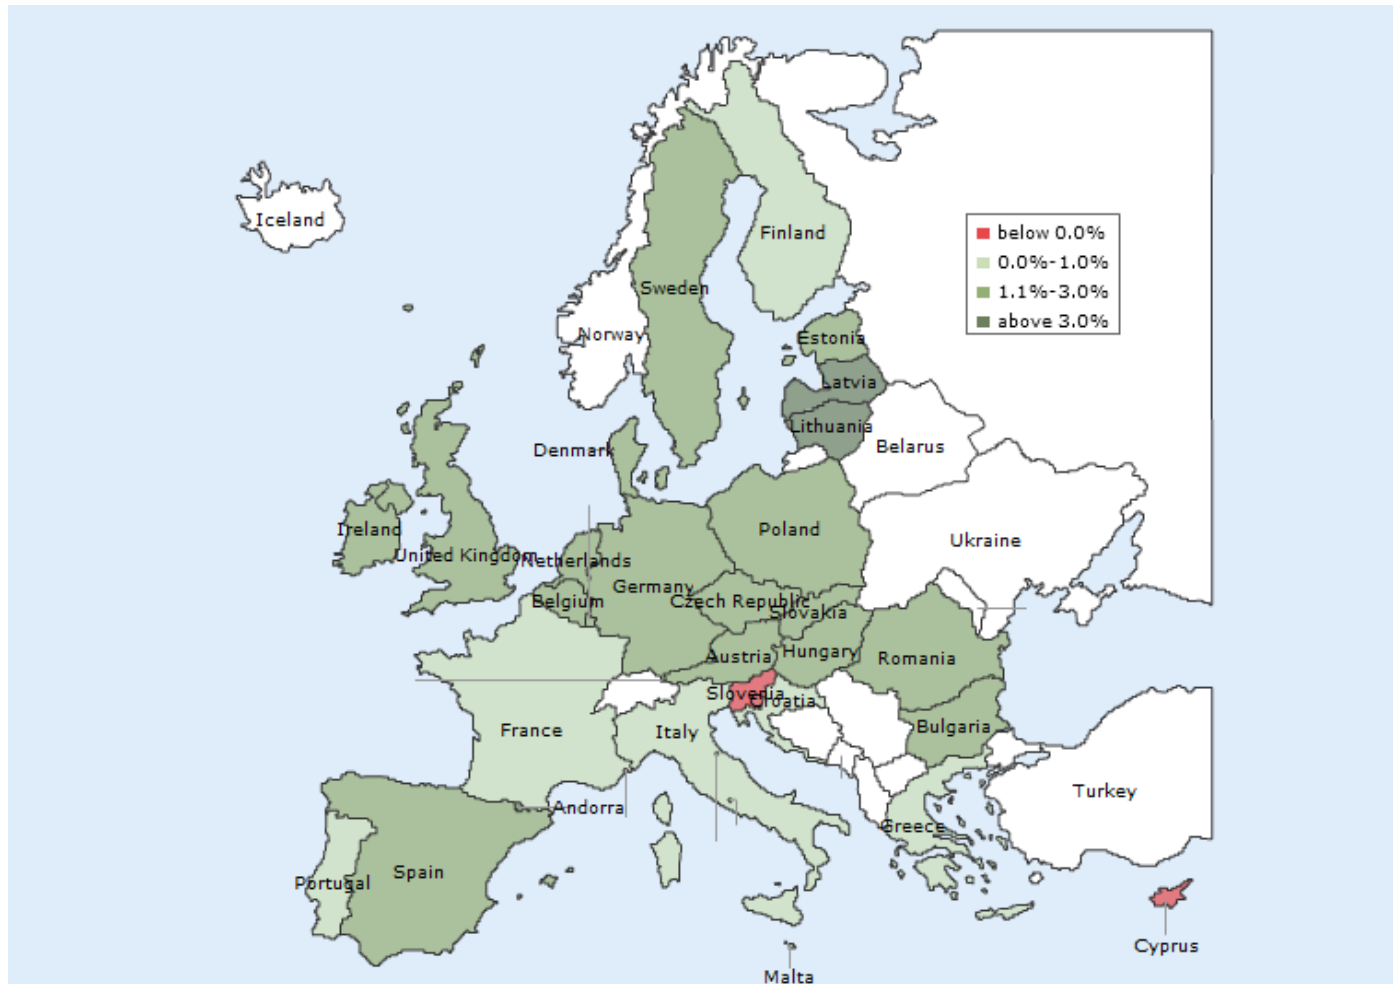 Iceland
Finland
below 0.0%
0.0%-1.0%
1.1%-3.0%
above 3.0%
Sweden
Norway
Estonia
Latvia
Lithuania
Belarus
Denmark
Ireland
Poland
Ukraine
United Kingdom
Netherlands
Germany
Belgium
Czech Republic
Slovakia
Austria
Hungary
Romania
Slovenia
Croatia
France
Italy
Bulgaria
Andorra
Turkey
Greece
Portugal
Spain
Cyprus
Malta